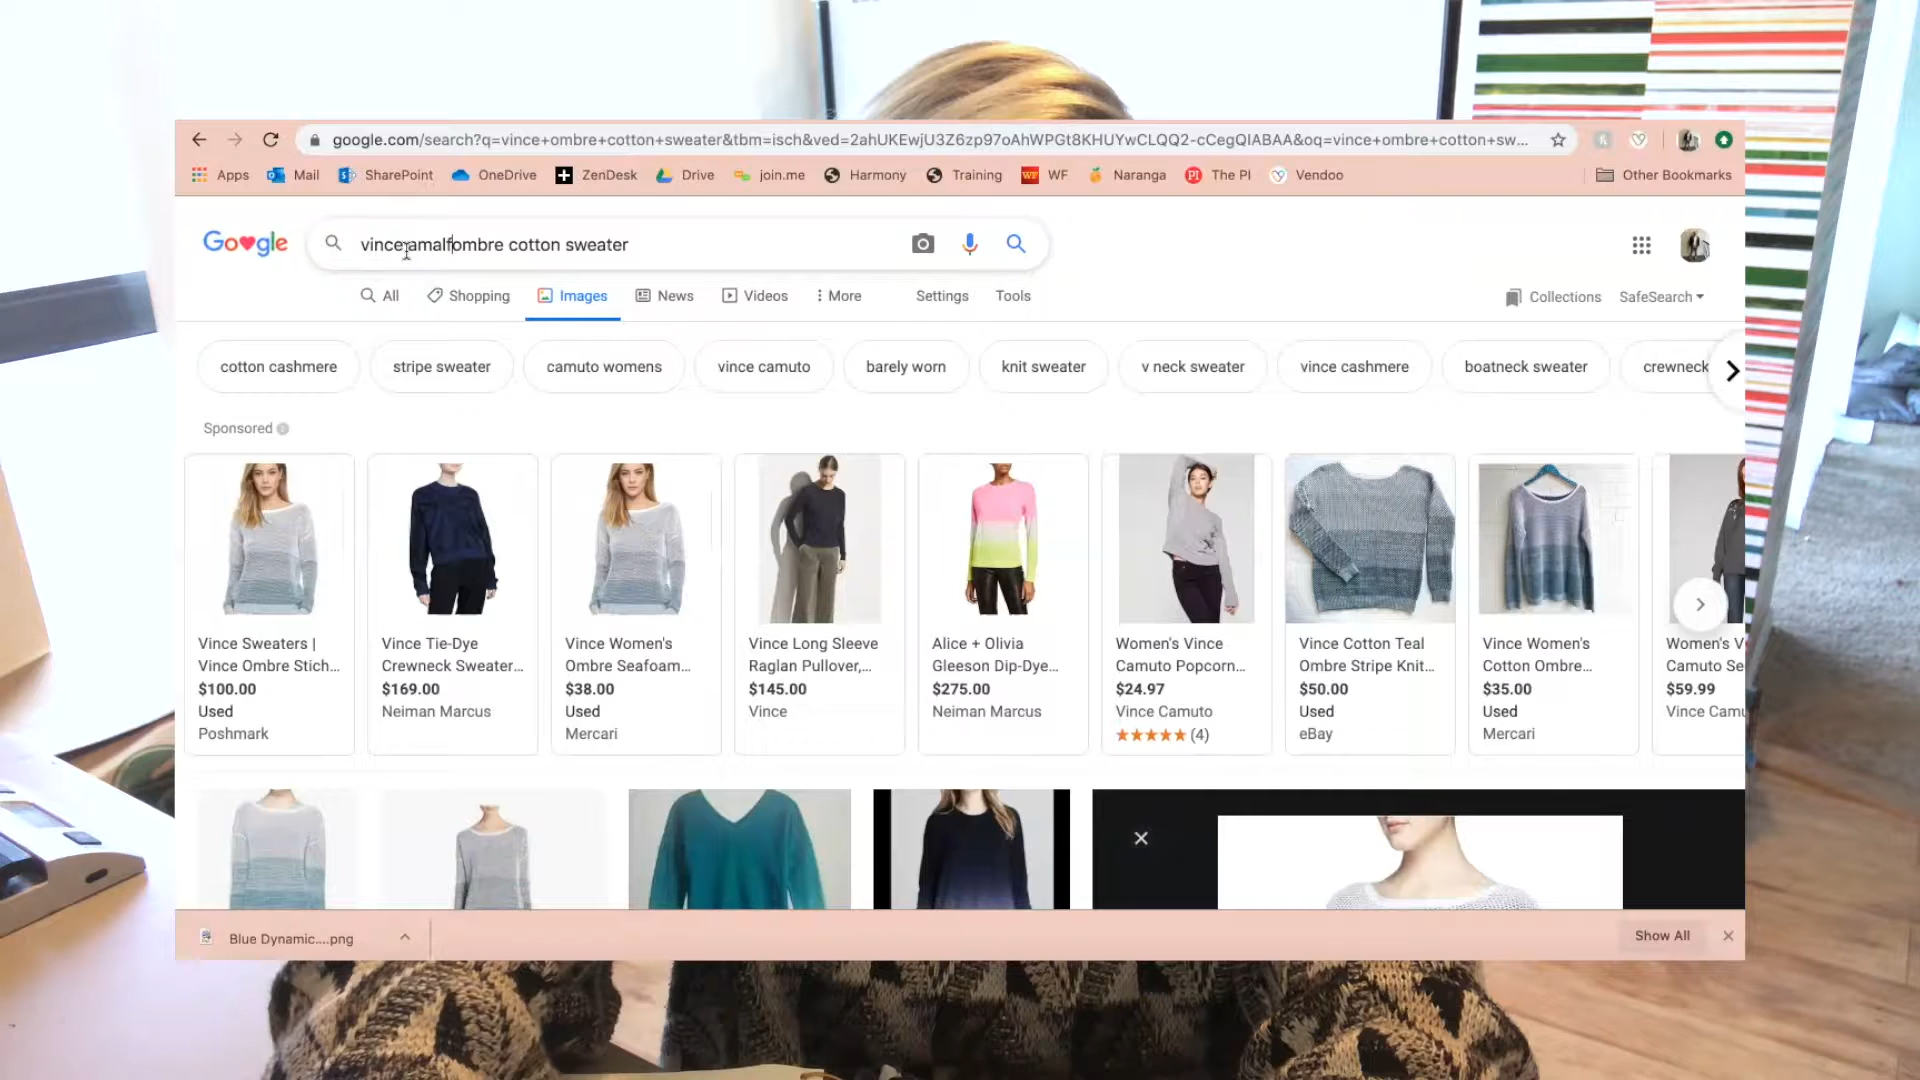 google.com/search?q=vince+ombre+cotton+sweater&tbm=isch&ved=2ahUKEwjU3Z6zp97oAhWPGt8KHUYwCLQQ2-cCegQIABAA&oq=vince+ombre+cotton+sw...
Apps Mail SharePoint OneDrive ZenDesk Drive join.me Harmony Training WF WF Naranga PI The PI Vendoo Other Bookmarks
Google vince amalfombre cotton sweater
All Shopping Images News Videos More Settings Tools Collections SafeSearch
cotton cashmere stripe sweater camuto womens vince camuto barely worn knit sweater v neck sweater vince cashmere boatneck sweater crewneck
Sponsored
Vince Sweaters |
Vince Ombre Stich...
$100.00
Used
Poshmark
Vince Tie-Dye
Crewneck Sweater...
$169.00
Neiman Marcus
Vince Women's
Ombre Seafoam...
$38.00
Used
Mercari
Vince Long Sleeve
Raglan Pullover,...
$145.00
Vince
Alice + Olivia
Gleeson Dip-Dye...
$275.00
Neiman Marcus
Women's Vince
Camuto Popcorn...
$24.97
Vince Camuto
(4)
Vince Cotton Teal
Ombre Stripe Knit...
$50.00
Used
eBay
Vince Women's
Cotton Ombre...
$35.00
Used
Mercari
Women's V
Camuto Se
$59.99
Vince Camu
Blue Dynamic....png Show All